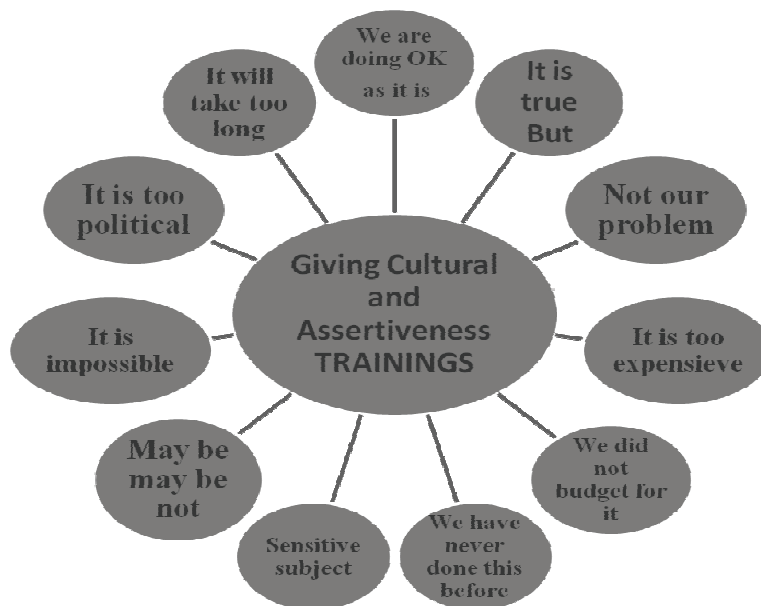 We are
doing OK
as it is
It is
true
But
Not our
problem
It is too
expensieve
We did
not
budget for
it
We have
never
done this
before
Sensitive
subject
May be
may be
not
It is
impossible
It is too
political
It will
take too
long
Giving Cultural
and
Assertiveness
TRAININGS